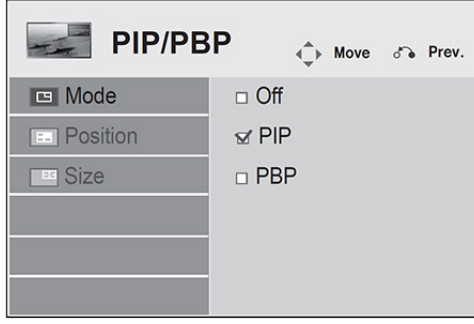 PIP/PBP
Move Prev.
Mode
Off
Position
PIP
Size
PBP